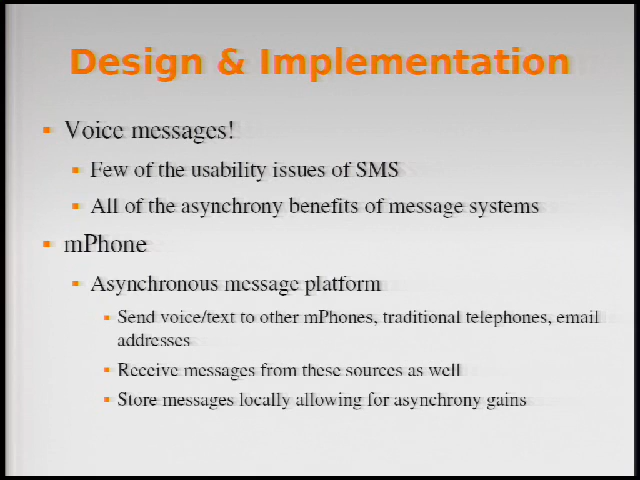 Design & Implementation
Voice messages!
Few of the usability issues of SMS
All of the asynchrony benefits of message systems
mPhone
Asynchronous message platform
Send voice/text to other mPhones, traditional telephones, email
addresses
Receive messages from these sources as well
Store messages locally allowing for asynchrony gains